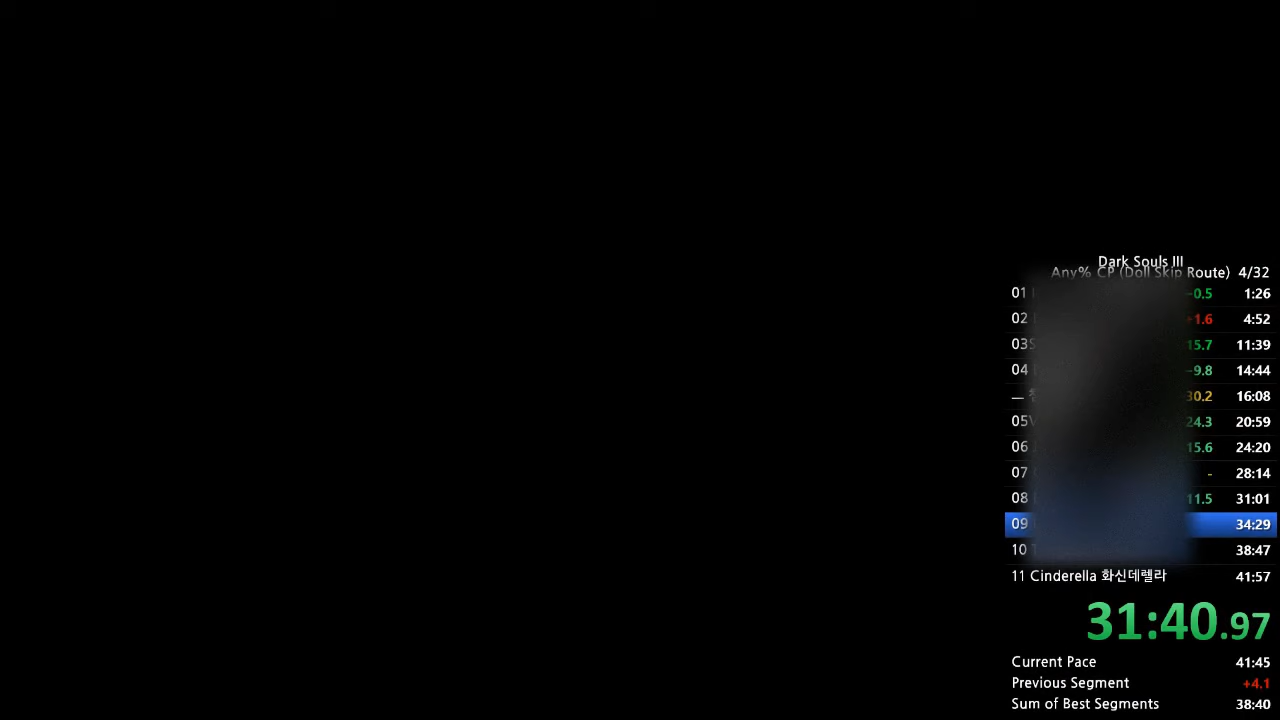 Dark Souls III
Any% CP (Doll Skip Route) 4/32
01 -0.5 1:26
02 +1.6 4:52
03 15.7 11:39
04 -9.8 14:44
— 30.2 16:08
05 24.3 20:59
06 15.6 24:20
07 - 28:14
08 11.5 31:01
09 34:29
10 38:47
11 Cinderella 화신데렐라 41:57
31:40.97
Current Pace 41:45
Previous Segment +4.1
Sum of Best Segments 38:40